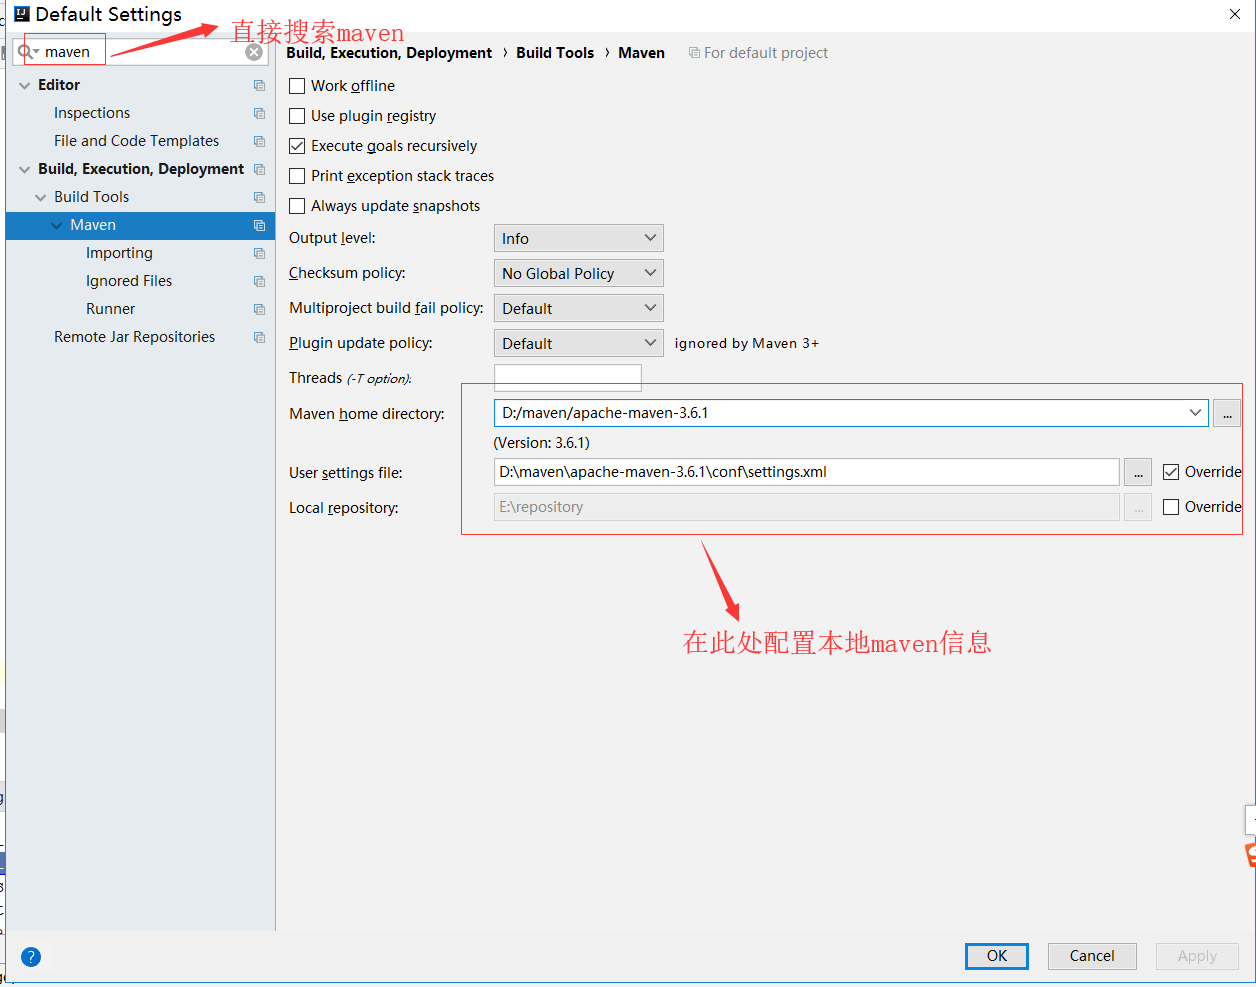 Default Settings
直接搜索maven
maven
Build, Execution, Deployment › Build Tools › Maven For default project
Editor
Inspections
File and Code Templates
Build, Execution, Deployment
Build Tools
Maven
Importing
Ignored Files
Runner
Remote Jar Repositories
Work offline
Use plugin registry
Execute goals recursively
Print exception stack traces
Always update snapshots
Output level: Info
Checksum policy: No Global Policy
Multiproject build fail policy: Default
Plugin update policy: Default ignored by Maven 3+
Threads (-T option):
Maven home directory: D:/maven/apache-maven-3.6.1 ...
(Version: 3.6.1)
User settings file: D:\maven\apache-maven-3.6.1\conf\settings.xml ... Override
Local repository: E:\repository ... Override
在此处配置本地maven信息
? OK Cancel Apply